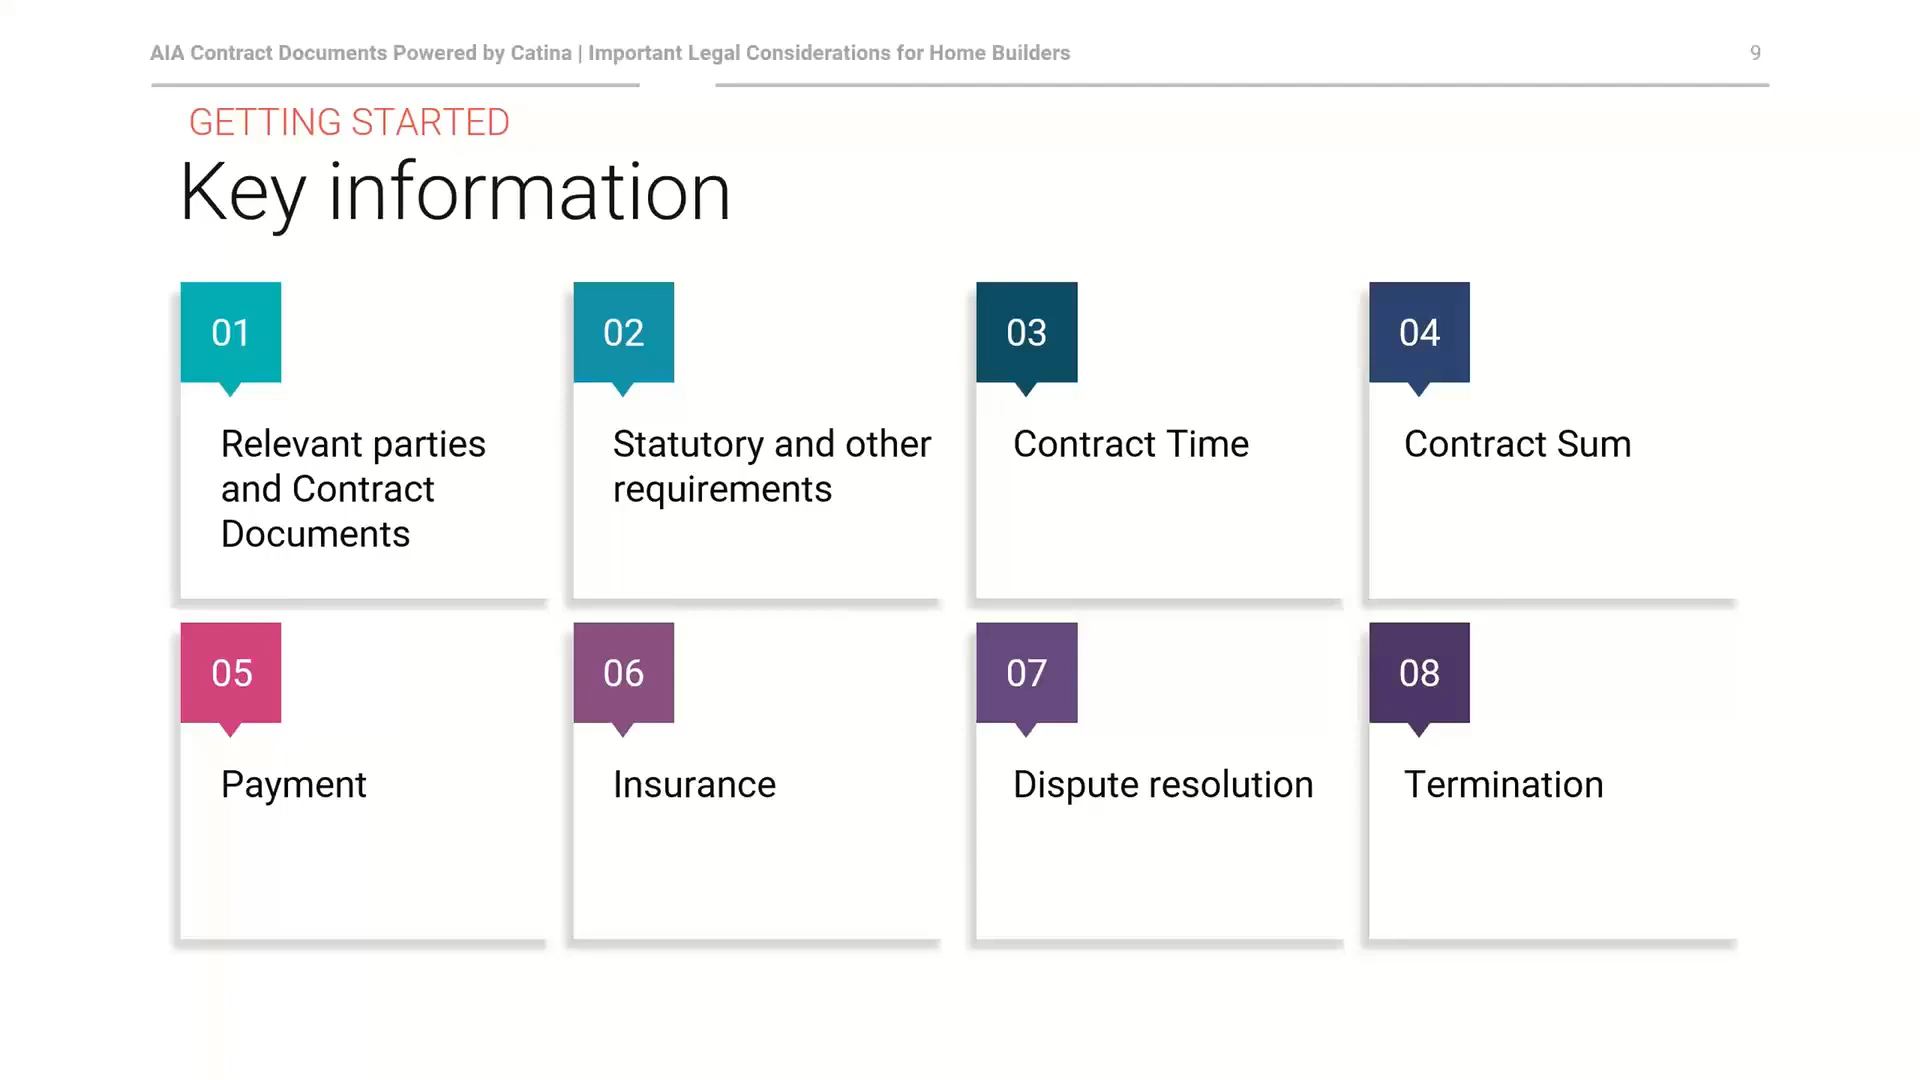 AIA Contract Documents Powered by Catina | Important Legal Considerations for Home Builders
9
GETTING STARTED
Key information
01
Relevant parties
and Contract
Documents
02
Statutory and other
requirements
03
Contract Time
04
Contract Sum
05
Payment
06
Insurance
07
Dispute resolution
08
Termination